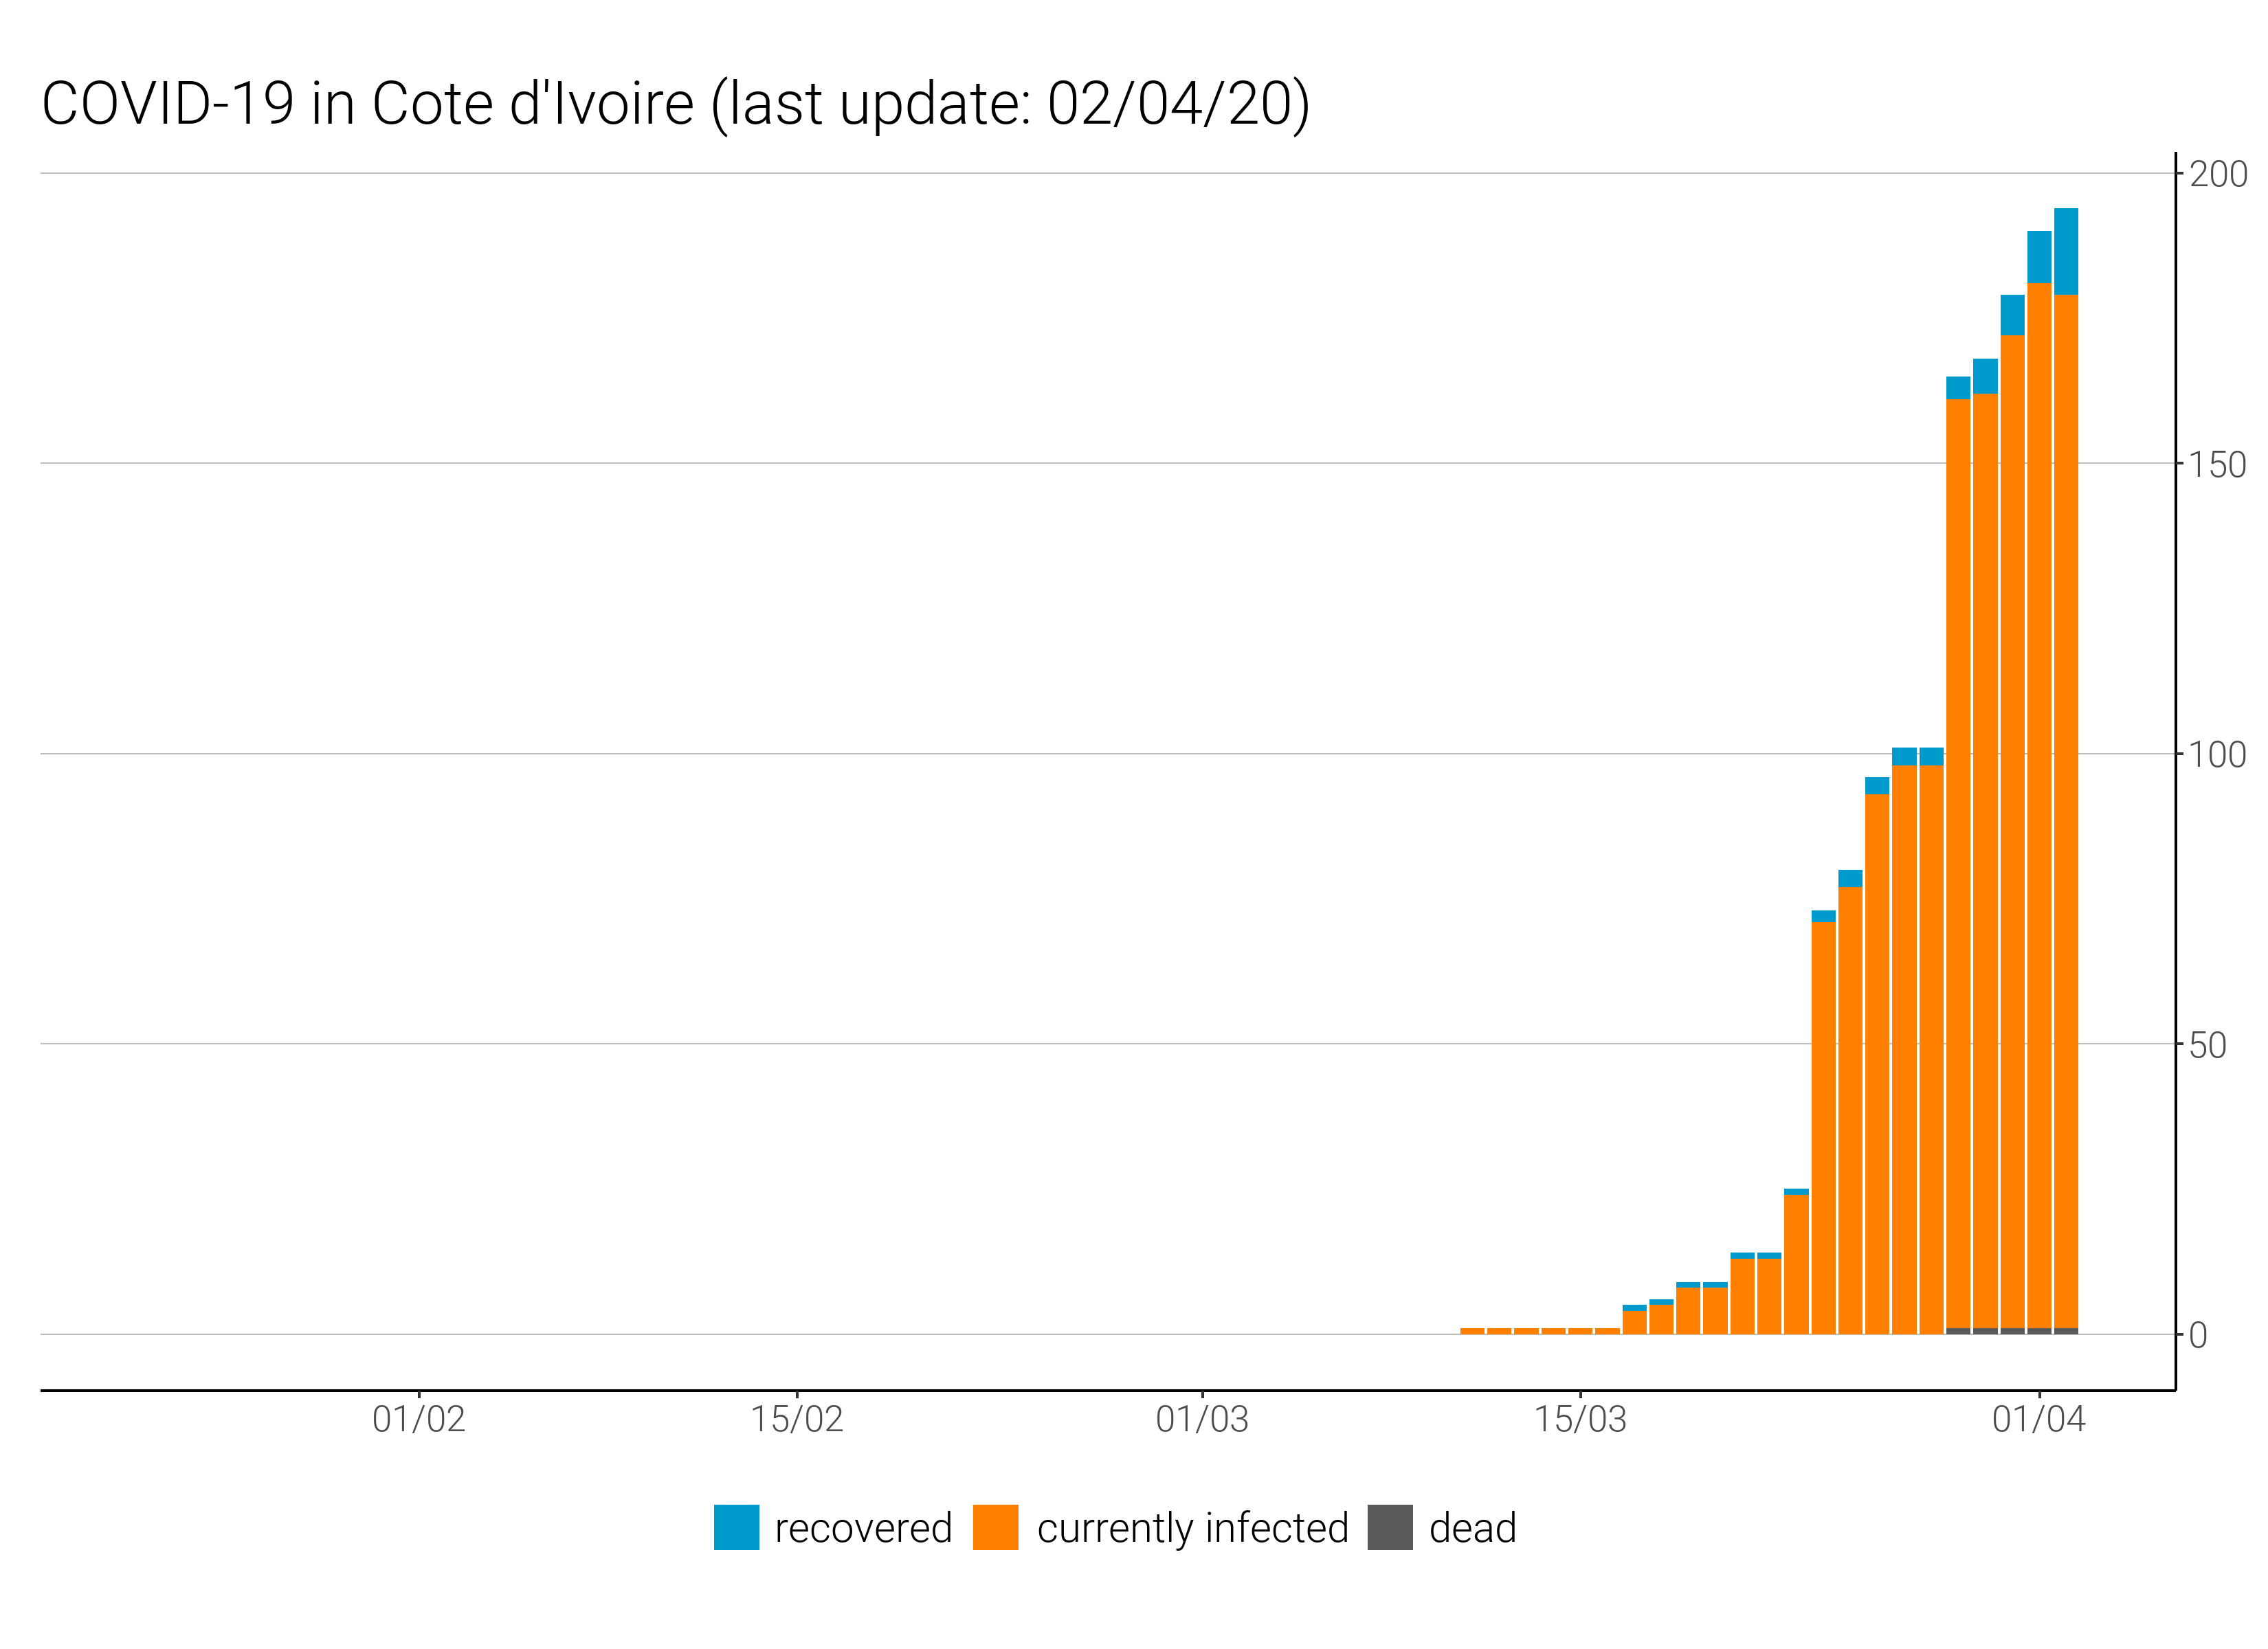 COVID-19 in Cote d'Ivoire (last update: 02/04/20)
200
150
100
50
0
01/02 15/02 01/03 15/03 01/04
recovered currently infected dead